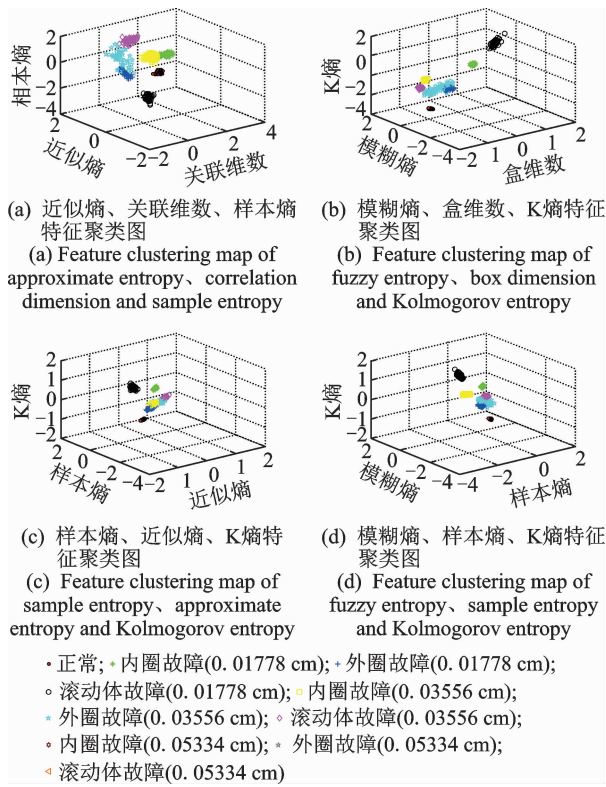 2
0
−2
−4
相本熵
2
0
−2
近似熵
−2
0
2
4
关联维数
2
0
−2
−4
K熵
2
0
−2
−4
模糊熵
−2
1
0
1
2
盒维数
(a) 近似熵、关联维数、样本熵
特征聚类图
(a) Feature clustering map of
approximate entropy、correlation
dimension and sample entropy
(b) 模糊熵、盒维数、K熵特征
聚类图
(b) Feature clustering map of
fuzzy entropy、box dimension
and Kolmogorov entropy
2
1
0
−1
−2
K熵
2
0
−2
−4
样本熵
−2
1
0
1
2
近似熵
2
1
0
−1
−2
K熵
2
0
−2
−4
模糊熵
−4
−2
0
2
样本熵
(c) 样本熵、近似熵、K熵特
征聚类图
(c) Feature clustering map of
sample entropy、approximate
entropy and Kolmogorov entropy
(d) 模糊熵、样本熵、K熵特征
聚类图
(d) Feature clustering map of
fuzzy entropy、sample entropy
and Kolmogorov entropy
正常; 内圈故障(0. 01778 cm); 外圈故障(0. 01778 cm);
滚动体故障(0. 01778 cm); 内圈故障(0. 03556 cm);
外圈故障(0. 03556 cm); 滚动体故障(0. 03556 cm);
内圈故障(0. 05334 cm); 外圈故障(0. 05334 cm);
滚动体故障(0. 05334 cm)